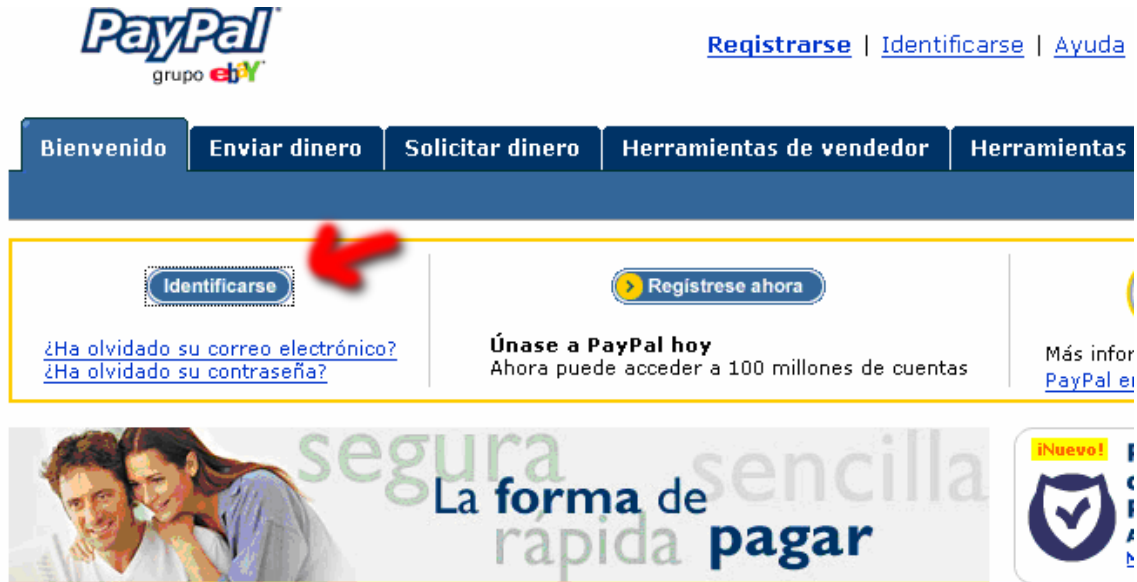 PayPal
grupo ebY
Registrarse | Identificarse | Ayuda
Bienvenido
Enviar dinero
Solicitar dinero
Herramientas de vendedor
Herramientas
Identificarse
¿Ha olvidado su correo electrónico?
¿Ha olvidado su contraseña?
Regístrese ahora
Únase a PayPal hoy
Ahora puede acceder a 100 millones de cuentas
Más infor
PayPal en
segura
sencilla
La forma de
rápida pagar
¡Nuevo!